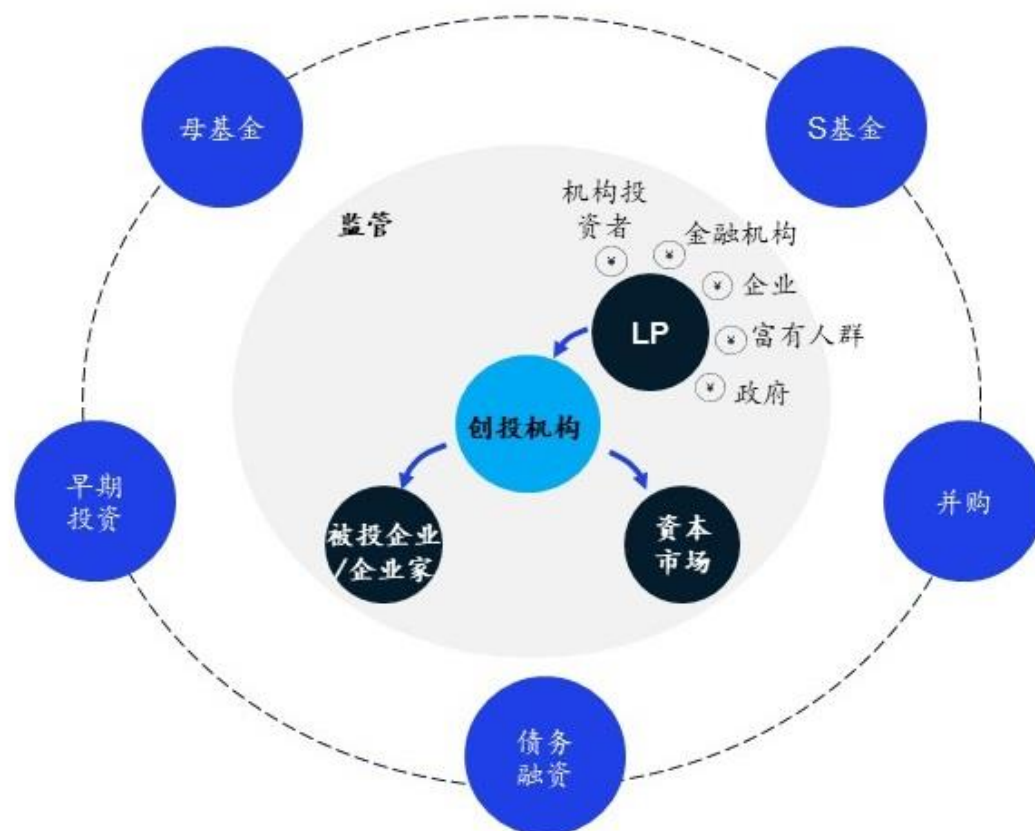 母基金
S基金
监管
机构投
资者
金融机构
¥
¥
¥
企业
LP
¥
富有人群
¥
政府
创投机构
早期
投资
并购
被投企业
/企业家
资本
市场
债务
融资